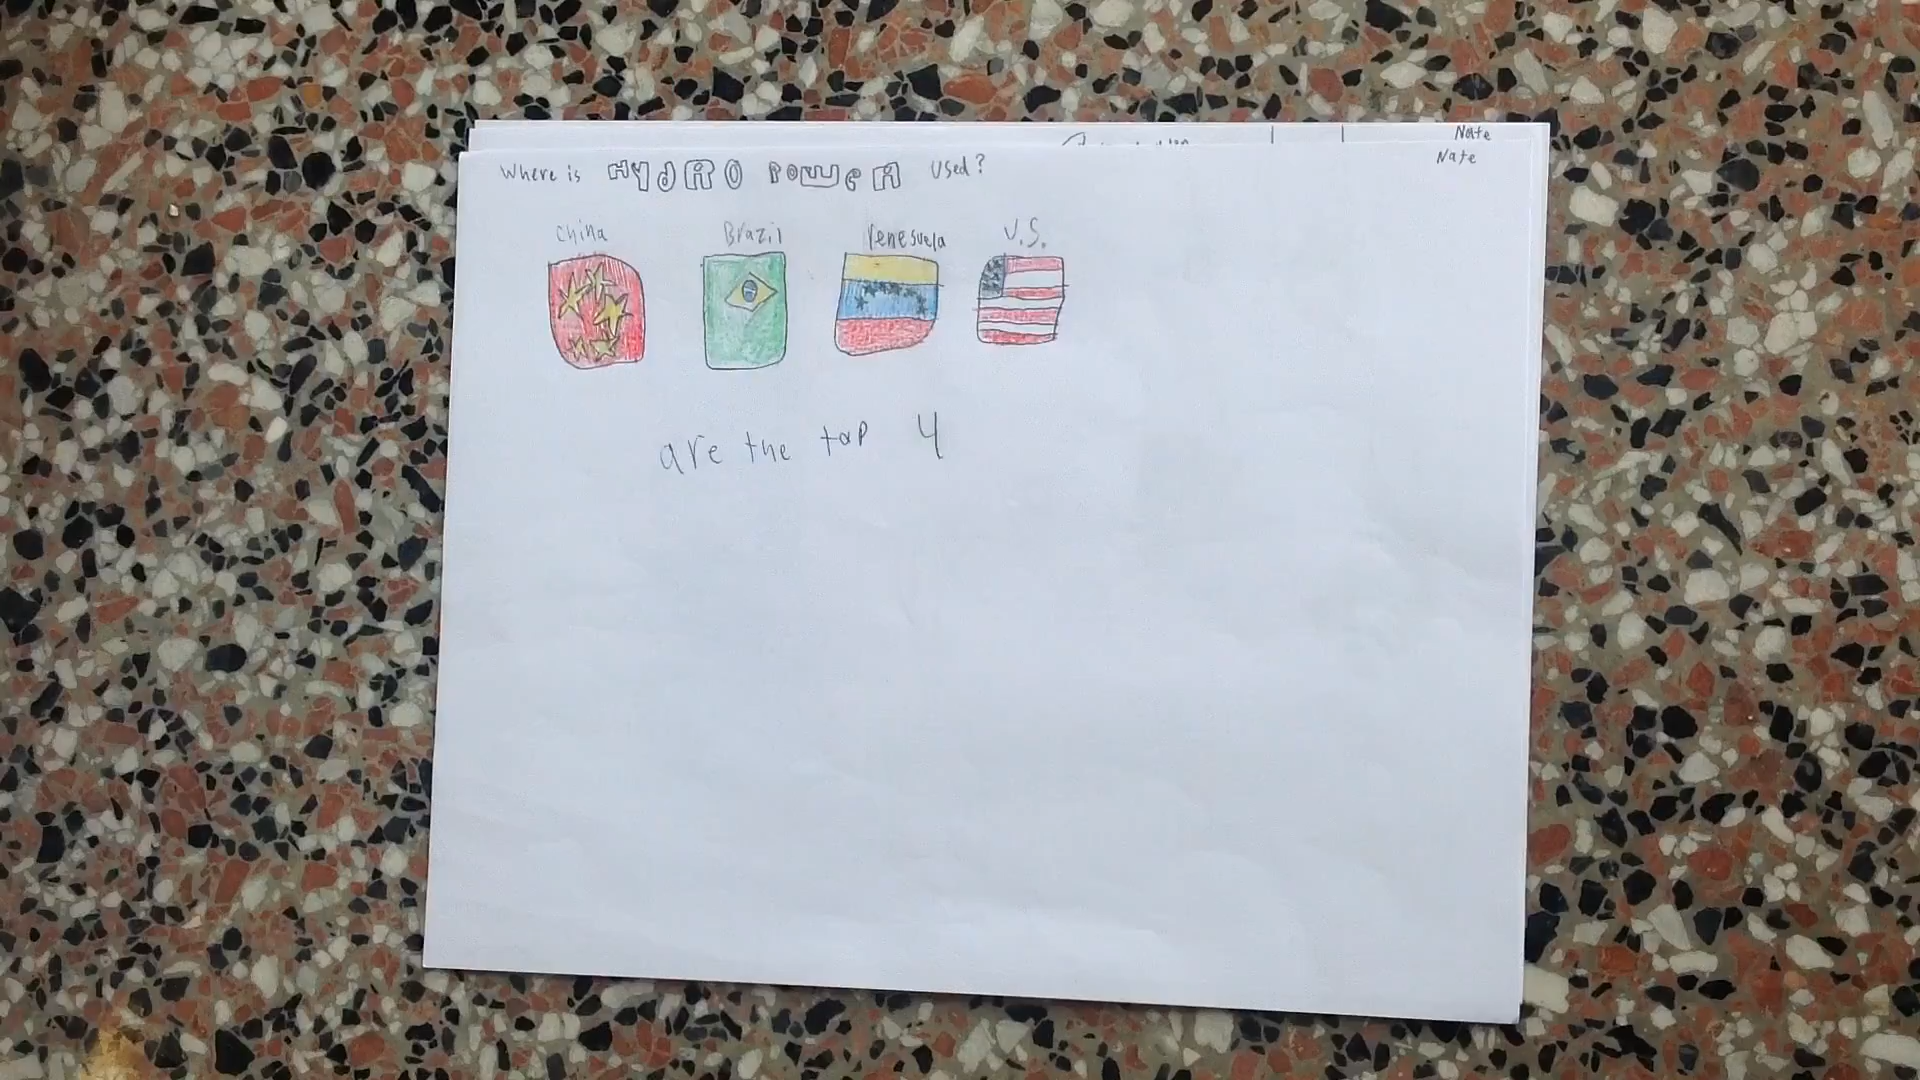 Nate
Nate
Where is HYdRO POWeR Used?
China Brazil Venesuela U.S.
are the top 4